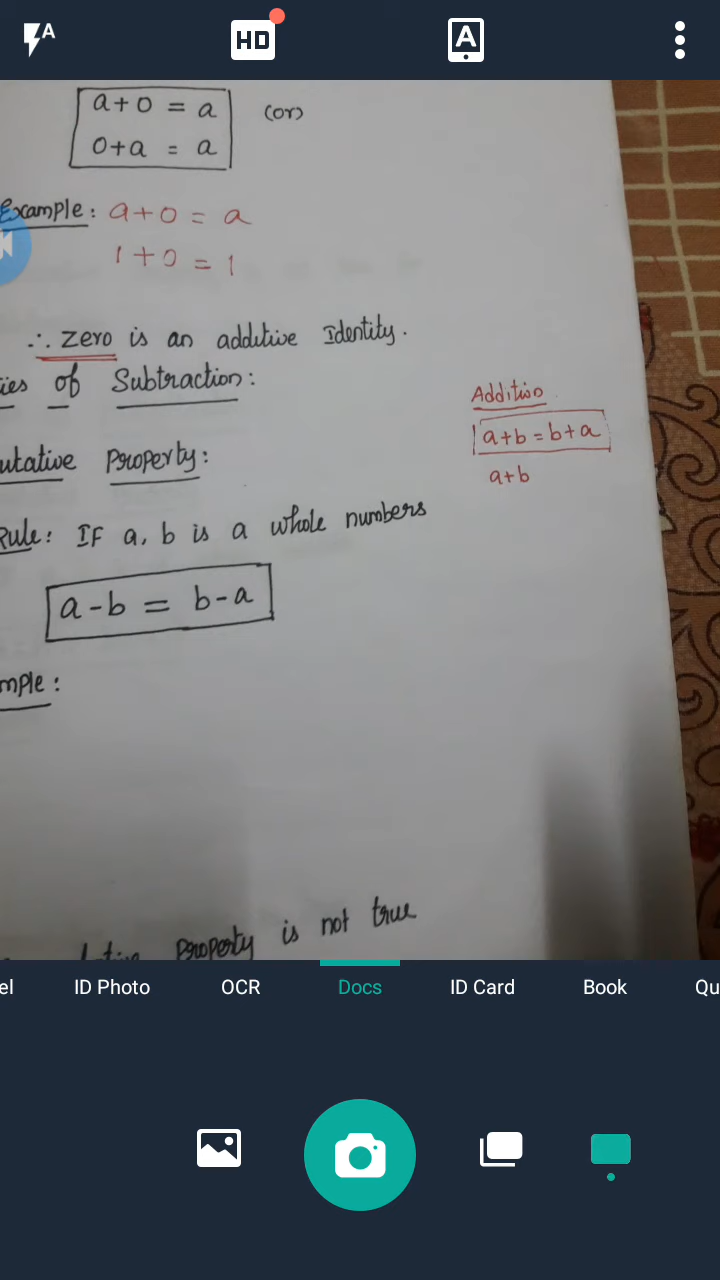 A
HD
A
a+0 = a (or)
0+a = a
Example: a+0 = a
1+0 = 1
∴ Zero is an additive Identity.
ies of Subtraction:
utative Property:
Additio
a+b = b+a
a+b
Rule: IF a, b is a whole numbers
a-b = b-a
mple:
Property is not true
el ID Photo OCR Docs ID Card Book Qu